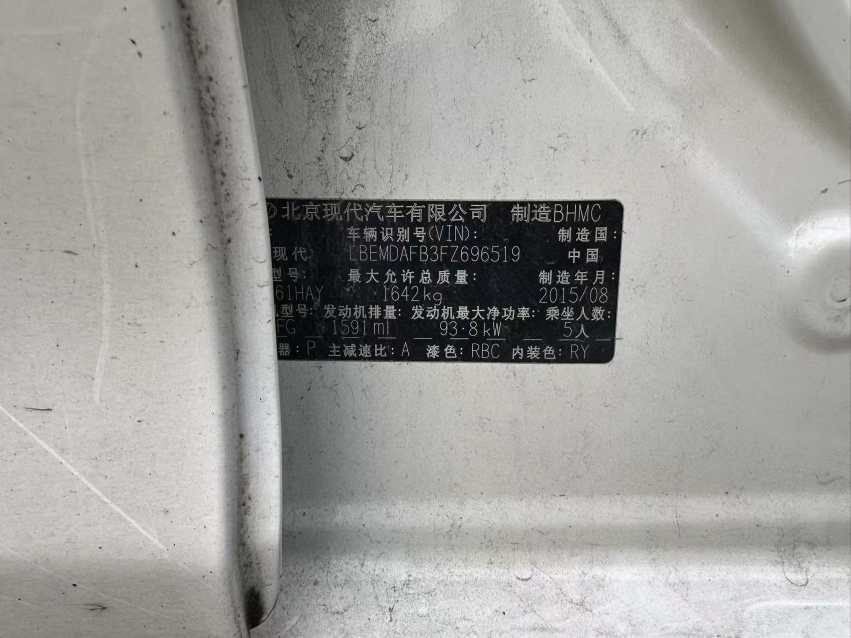 北京现代汽车有限公司 制造BHMC
车辆识别号(VIN): 制造国:
现代: LBEMDAFB3FZ696519 中国
型号: 最大允许总质量: 制造年月:
61HAY 1642kg 2015/08
型号: 发动机排量: 发动机最大净功率: 乘坐人数:
FG 1591ml 93.8kW 5人
器: P 主减速比: A 漆色: RBC 内装色: RY